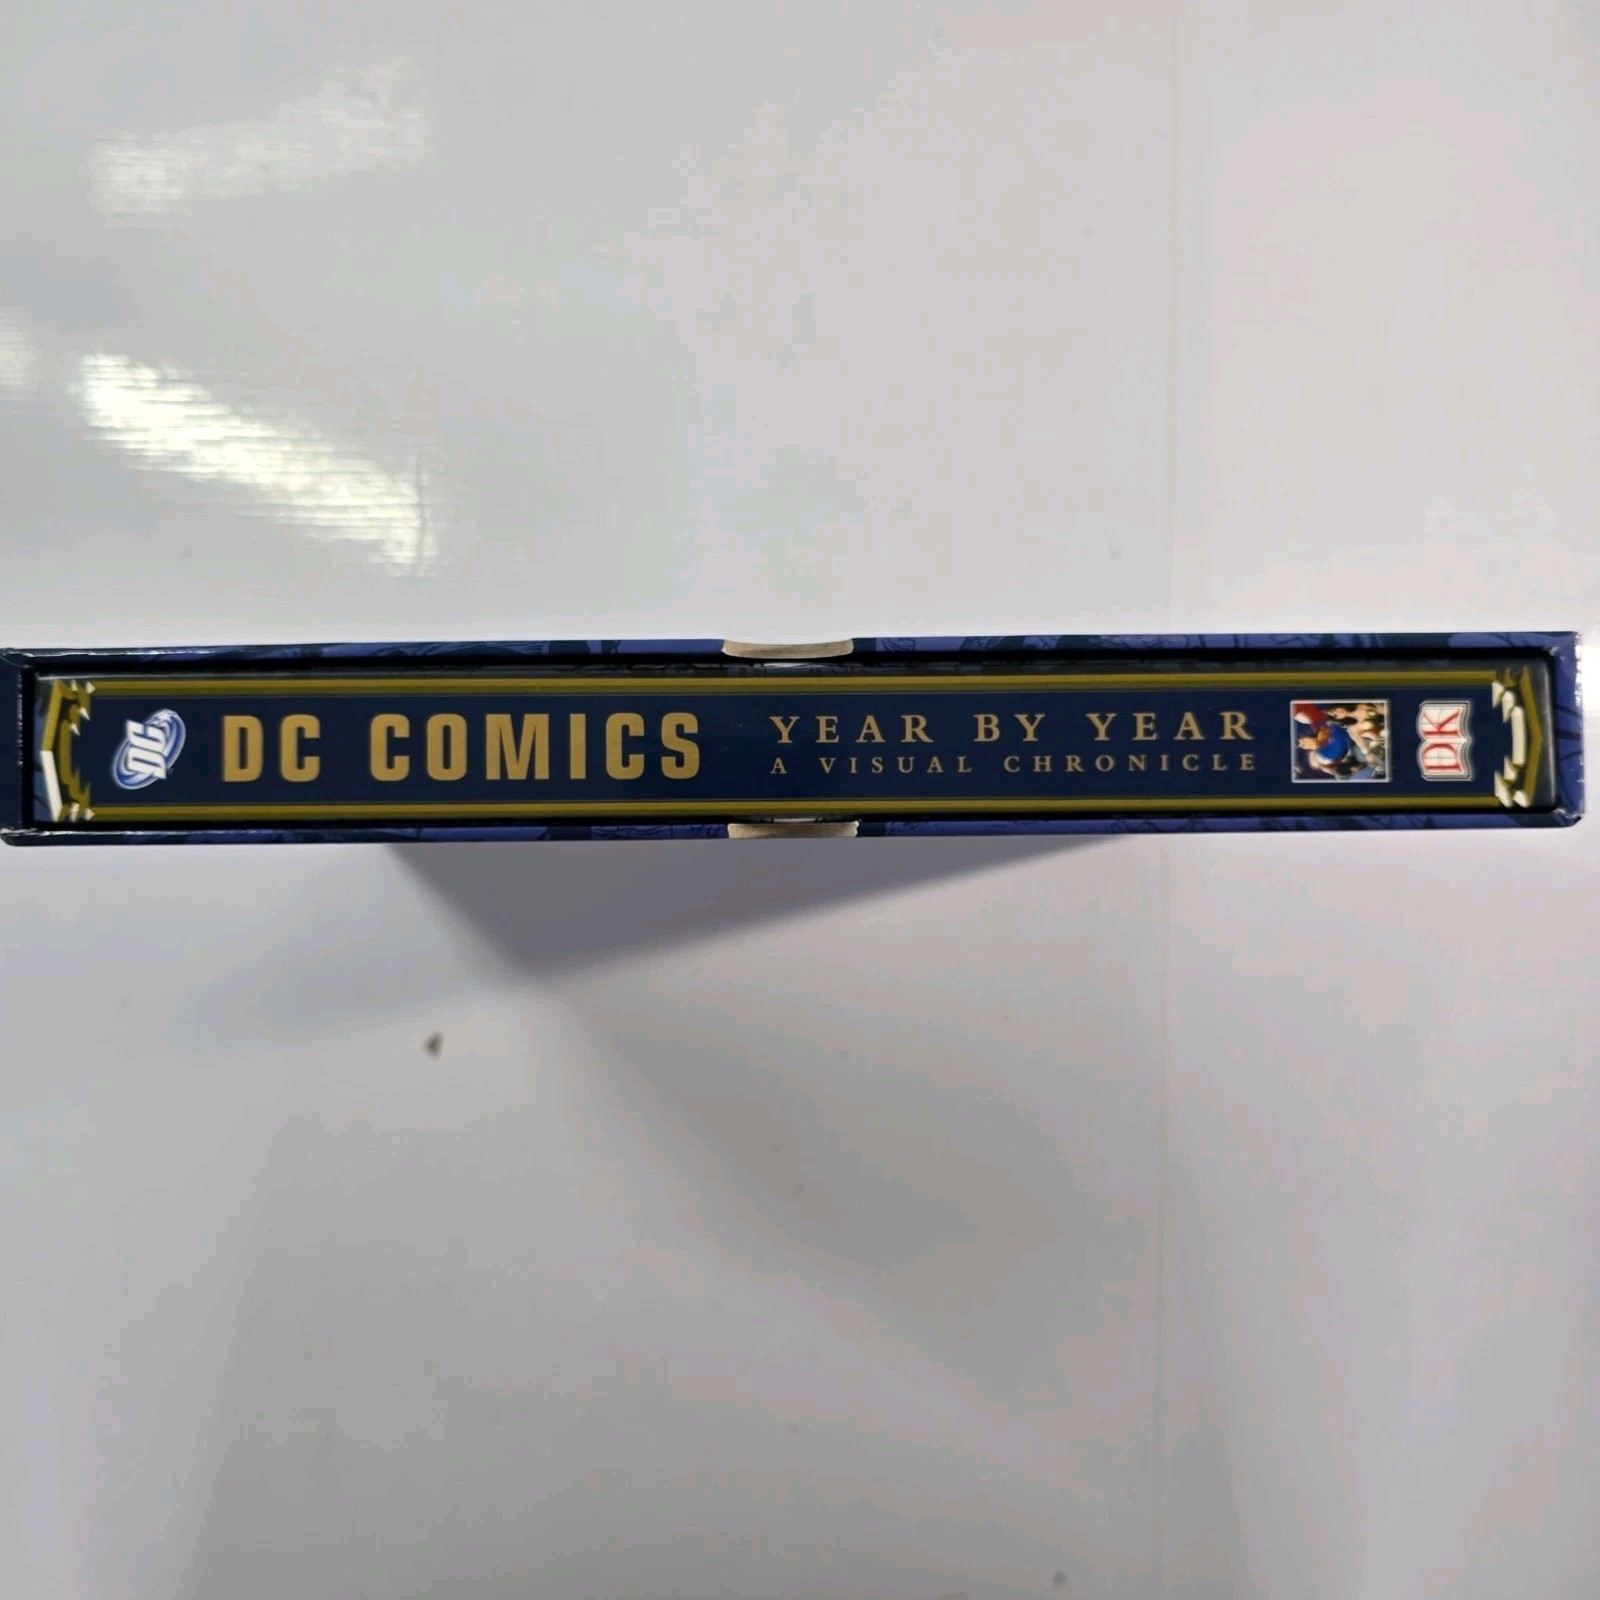 DC
DC COMICS
YEAR BY YEAR
A VISUAL CHRONICLE
DK